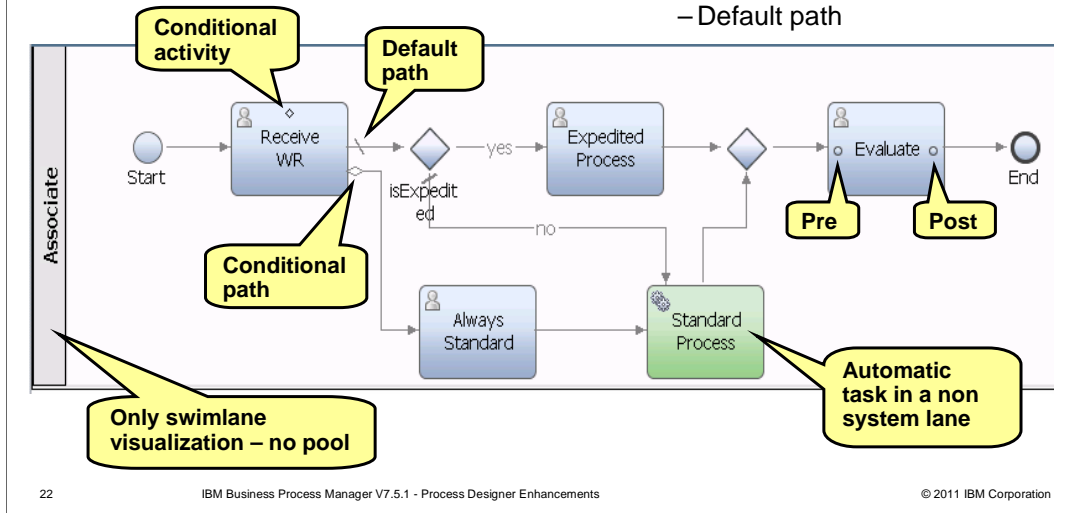 – Default path
Conditional
activity
Default
path
Receive
WR
Start
yes
Expedited
Process
Evaluate
End
isExpedit
ed
no
Pre
Post
Associate
Conditional
path
Always
Standard
Standard
Process
Automatic
task in a non
system lane
Only swimlane
visualization – no pool
22
IBM Business Process Manager V7.5.1 - Process Designer Enhancements
© 2011 IBM Corporation